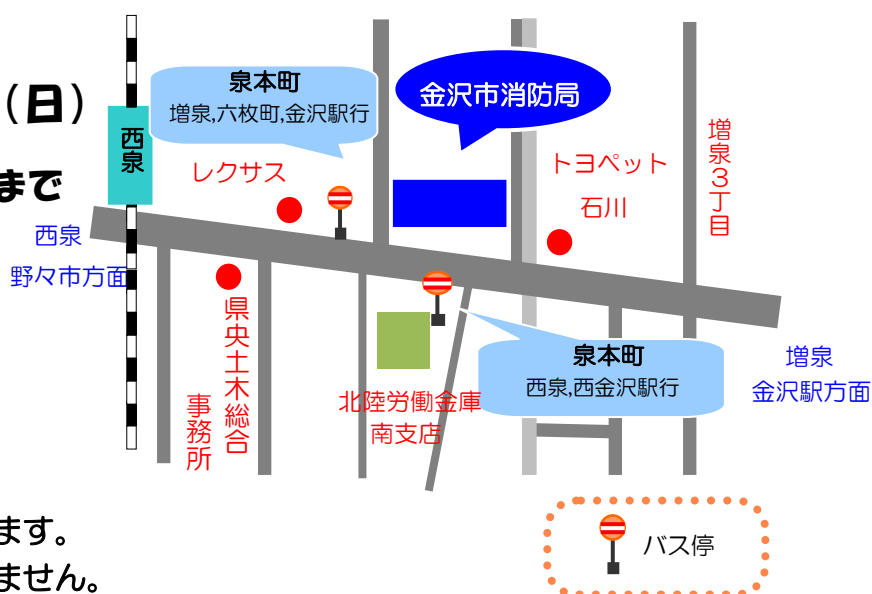 （日）
まで
西泉
泉本町
増泉,六枚町,金沢駅行
金沢市消防局
レクサス
トヨペット
石川
増泉３丁目
西泉
野々市方面
県央土木総合
事務所
北陸労働金庫
南支店
泉本町
西泉,西金沢駅行
増泉
金沢駅方面
ます。
ません。
バス停